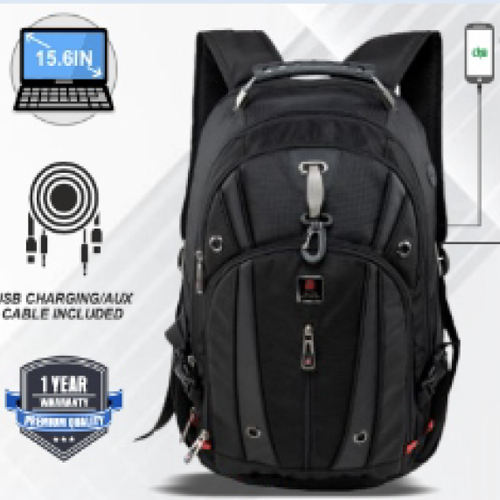 15.6IN
USB CHARGING/AUX
CABLE INCLUDED
1 YEAR
WARRANTY
PREMIUM QUALITY